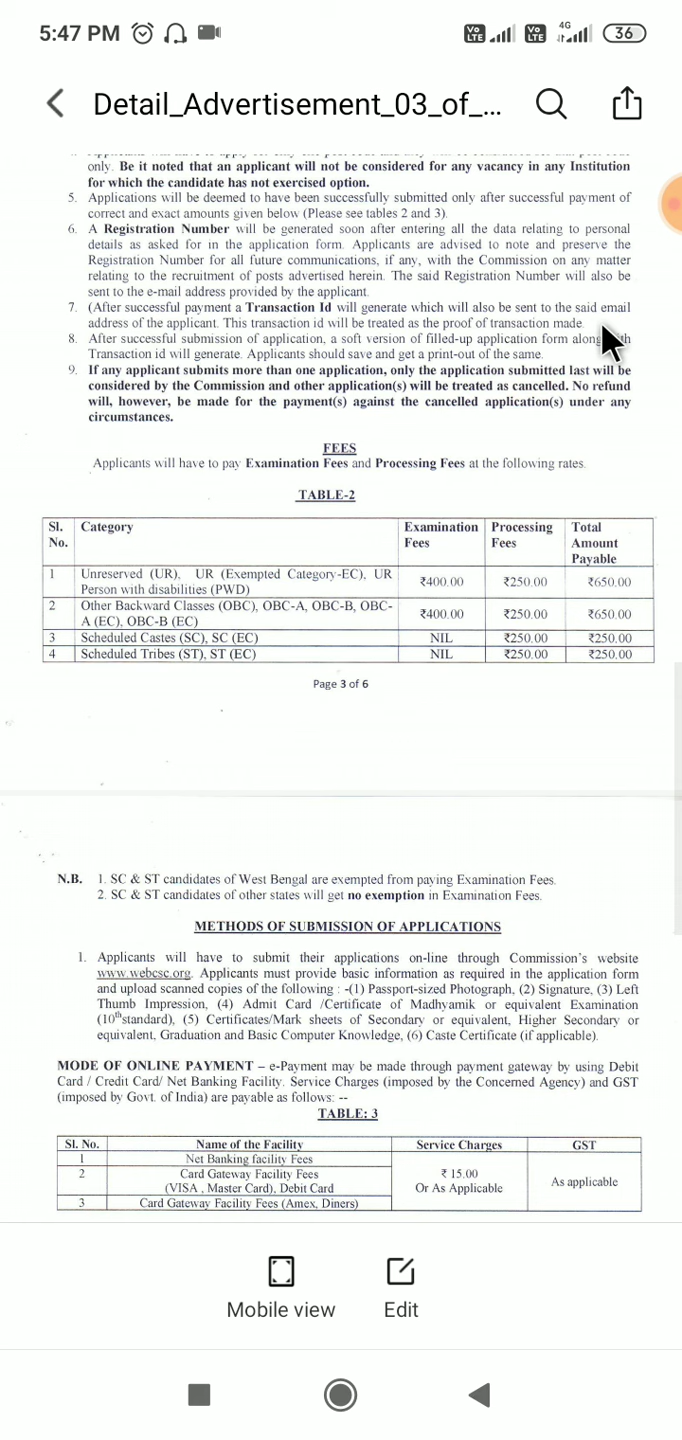 5:47 PM
Vo LTE
Vo LTE
4G
36
Detail_Advertisement_03_of_...
only. Be it noted that an applicant will not be considered for any vacancy in any Institution
for which the candidate has not exercised option.
5. Applications will be deemed to have been successfully submitted only after successful payment of
correct and exact amounts given below (Please see tables 2 and 3).
6. A Registration Number will be generated soon after entering all the data relating to personal
details as asked for in the application form. Applicants are advised to note and preserve the
Registration Number for all future communications, if any, with the Commission on any matter
relating to the recruitment of posts advertised herein. The said Registration Number will also be
sent to the e-mail address provided by the applicant.
7. (After successful payment a Transaction Id will generate which will also be sent to the said email
address of the applicant. This transaction id will be treated as the proof of transaction made.
8. After successful submission of application, a soft version of filled-up application form
Transaction id will generate. Applicants should save and get a print-out of the same.
9. If any applicant submits more than one application, only the application submitted last will be
considered by the Commission and other application(s) will be treated as cancelled. No refund
will, however, be made for the payment(s) against the cancelled application(s) under any
circumstances.
FEES
Applicants will have to pay Examination Fees and Processing Fees at the following rates.
TABLE-2
Sl. No. Category Examination Fees Processing Fees Total Amount Payable
1 Unreserved (UR), UR (Exempted Category-EC), UR Person with disabilities (PWD) ₹400.00 ₹250.00 ₹650.00
2 Other Backward Classes (OBC), OBC-A, OBC-B, OBC-A (EC), OBC-B (EC) ₹400.00 ₹250.00 ₹650.00
3 Scheduled Castes (SC), SC (EC) NIL ₹250.00 ₹250.00
4 Scheduled Tribes (ST), ST (EC) NIL ₹250.00 ₹250.00
Page 3 of 6
N.B. 1. SC & ST candidates of West Bengal are exempted from paying Examination Fees.
2. SC & ST candidates of other states will get no exemption in Examination Fees.
METHODS OF SUBMISSION OF APPLICATIONS
1. Applicants will have to submit their applications on-line through Commission's website
www.webcsc.org. Applicants must provide basic information as required in the application form
and upload scanned copies of the following : -(1) Passport-sized Photograph, (2) Signature, (3) Left
Thumb Impression, (4) Admit Card /Certificate of Madhyamik or equivalent Examination
(10thstandard), (5) Certificates/Mark sheets of Secondary or equivalent, Higher Secondary or
equivalent, Graduation and Basic Computer Knowledge, (6) Caste Certificate (if applicable).
MODE OF ONLINE PAYMENT – e-Payment may be made through payment gateway by using Debit
Card / Credit Card/ Net Banking Facility. Service Charges (imposed by the Concerned Agency) and GST
(imposed by Govt. of India) are payable as follows: --
TABLE: 3
Sl. No. Name of the Facility Service Charges GST
1 Net Banking facility Fees
2 Card Gateway Facility Fees (VISA , Master Card), Debit Card ₹ 15.00 Or As Applicable As applicable
3 Card Gateway Facility Fees (Amex, Diners)
Mobile view
Edit